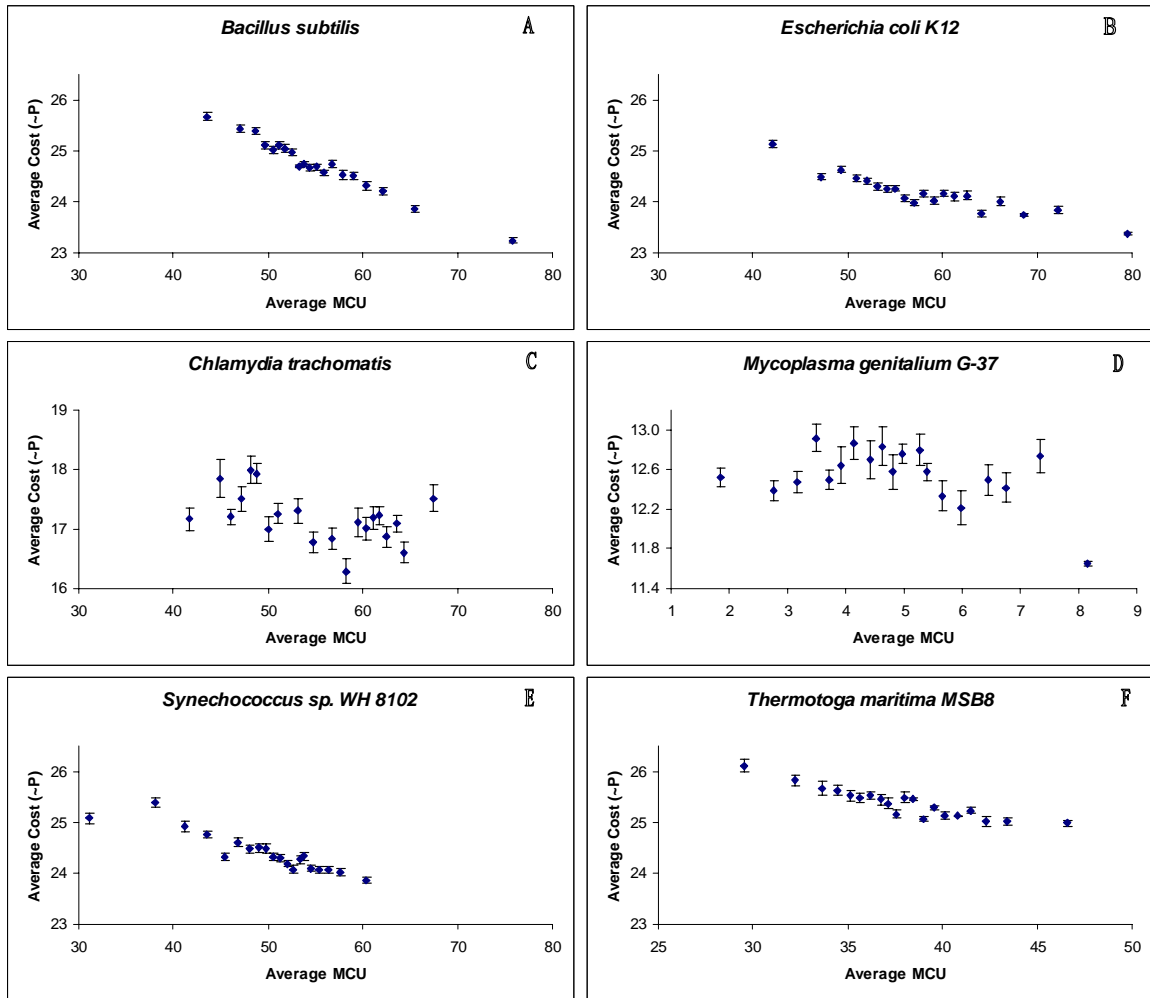 Bacillus subtilis A
Average Cost (~P)
26
25
24
23
30 40 50 60 70 80
Average MCU
Escherichia coli K12 B
Average Cost (~P)
26
25
24
23
30 40 50 60 70 80
Average MCU
Chlamydia trachomatis C
Average Cost (~P)
19
18
17
16
30 40 50 60 70 80
Average MCU
Mycoplasma genitalium G-37 D
Average Cost (~P)
13.0
12.6
12.2
11.8
11.4
1 2 3 4 5 6 7 8 9
Average MCU
Synechococcus sp. WH 8102 E
Average Cost (~P)
26
25
24
23
30 40 50 60 70 80
Average MCU
Thermotoga maritima MSB8 F
Average Cost (~P)
26
25
24
23
25 30 35 40 45 50
Average MCU